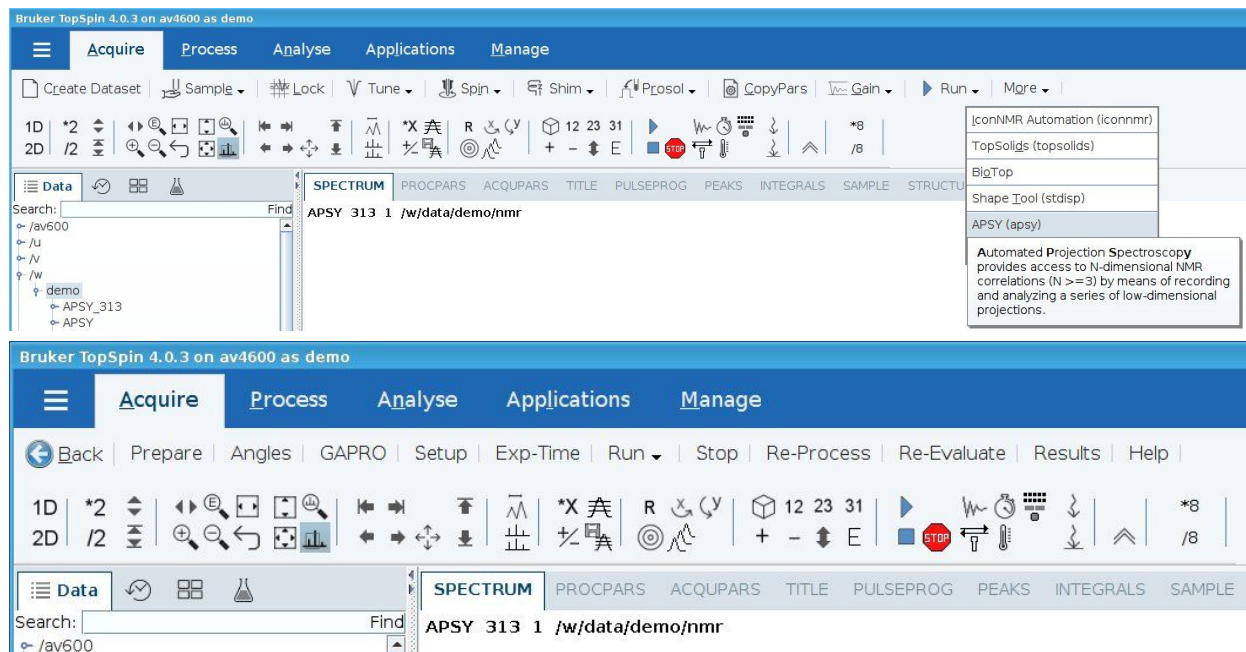 Bruker TopSpin 4.0.3 on av4600 as demo
Acquire Process Analyse Applications Manage
Create Dataset Sample Lock Tune Spin Shim Prosol CopyPars Gain Run More
IconNMR Automation (iconnmr)
TopSolids (topsolids)
BioTop
Shape Tool (stdisp)
APSY (apsy)
Automated Projection Spectroscopy
provides access to N-dimensional NMR
correlations (N >=3) by means of recording
and analyzing a series of low-dimensional
projections.
1D *2 E *X R x y 12 23 31 *8
2D /2 + - E STOP /8
Data SPECTRUM PROCPARS ACQUPARS TITLE PULSEPROG PEAKS INTEGRALS SAMPLE STRUCTU
Search: Find APSY 313 1 /w/data/demo/nmr
/av600
/u
/v
/w
demo
APSY_313
APSY
Bruker TopSpin 4.0.3 on av4600 as demo
Acquire Process Analyse Applications Manage
Back Prepare Angles GAPRO Setup Exp-Time Run Stop Re-Process Re-Evaluate Results Help
1D *2 E *X R x y 12 23 31 *8
2D /2 +/- + - E STOP /8
Data SPECTRUM PROCPARS ACQUPARS TITLE PULSEPROG PEAKS INTEGRALS SAMPLE
Search: Find APSY 313 1 /w/data/demo/nmr
/av600